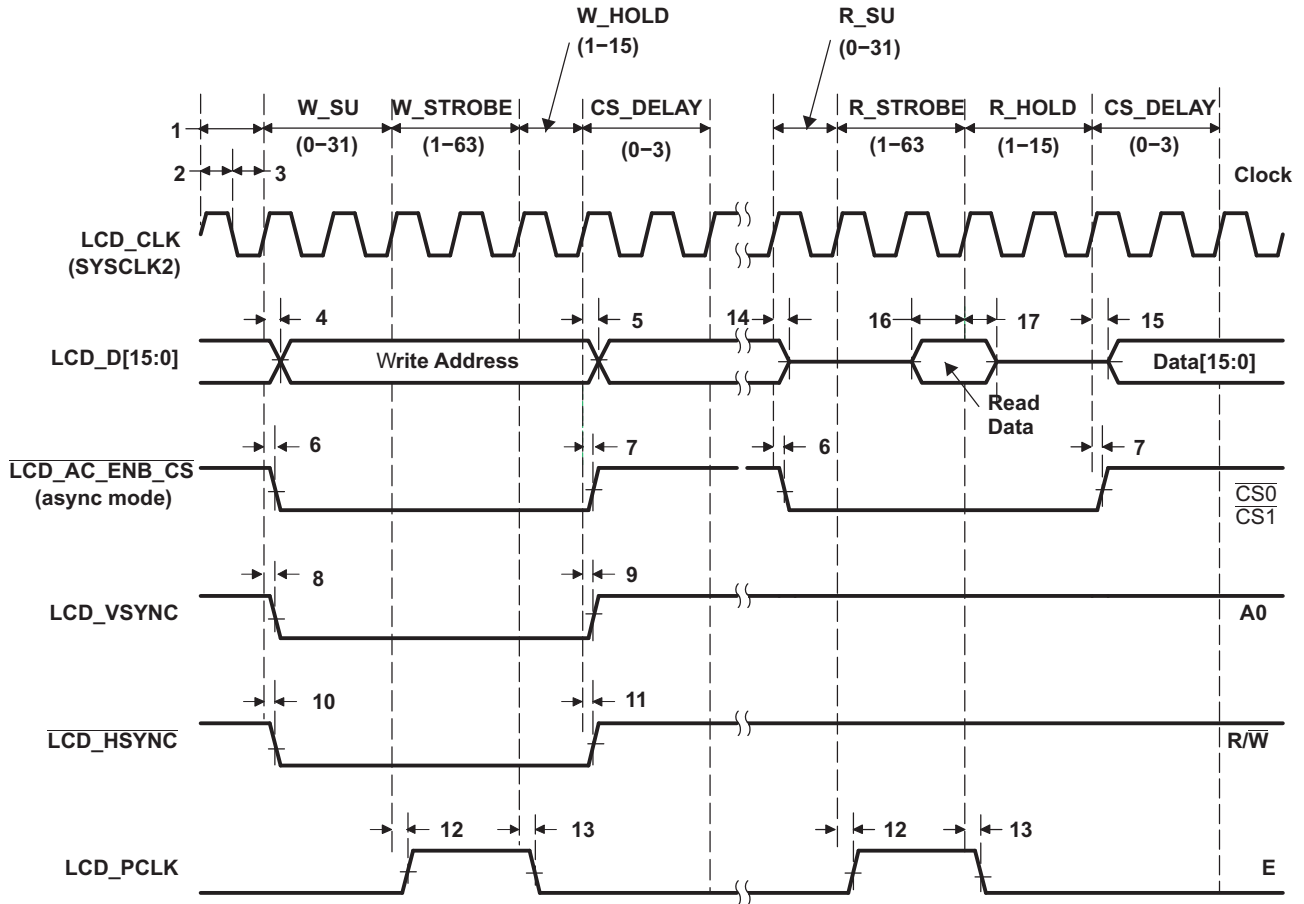 W_HOLD
(1−15)
R_SU
(0−31)
W_SU
(0−31)
W_STROBE
(1−63)
CS_DELAY
(0−3)
R_STROBE
(1−63
R_HOLD
(1−15)
CS_DELAY
(0−3)
1
2
3
Clock
LCD_CLK
(SYSCLK2)
4
5
14
16
17
15
LCD_D[15:0]
Write Address
Data[15:0]
Read
Data
6
7
6
7
LCD_AC_ENB_CS
(async mode)
CS0
CS1
8
9
LCD_VSYNC
A0
10
11
LCD_HSYNC
R/W
12
13
12
13
LCD_PCLK
E